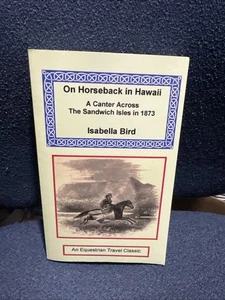 On Horseback in Hawaii
A Canter Across
The Sandwich Isles in 1873
Isabella Bird
An Equestrian Travel Classic